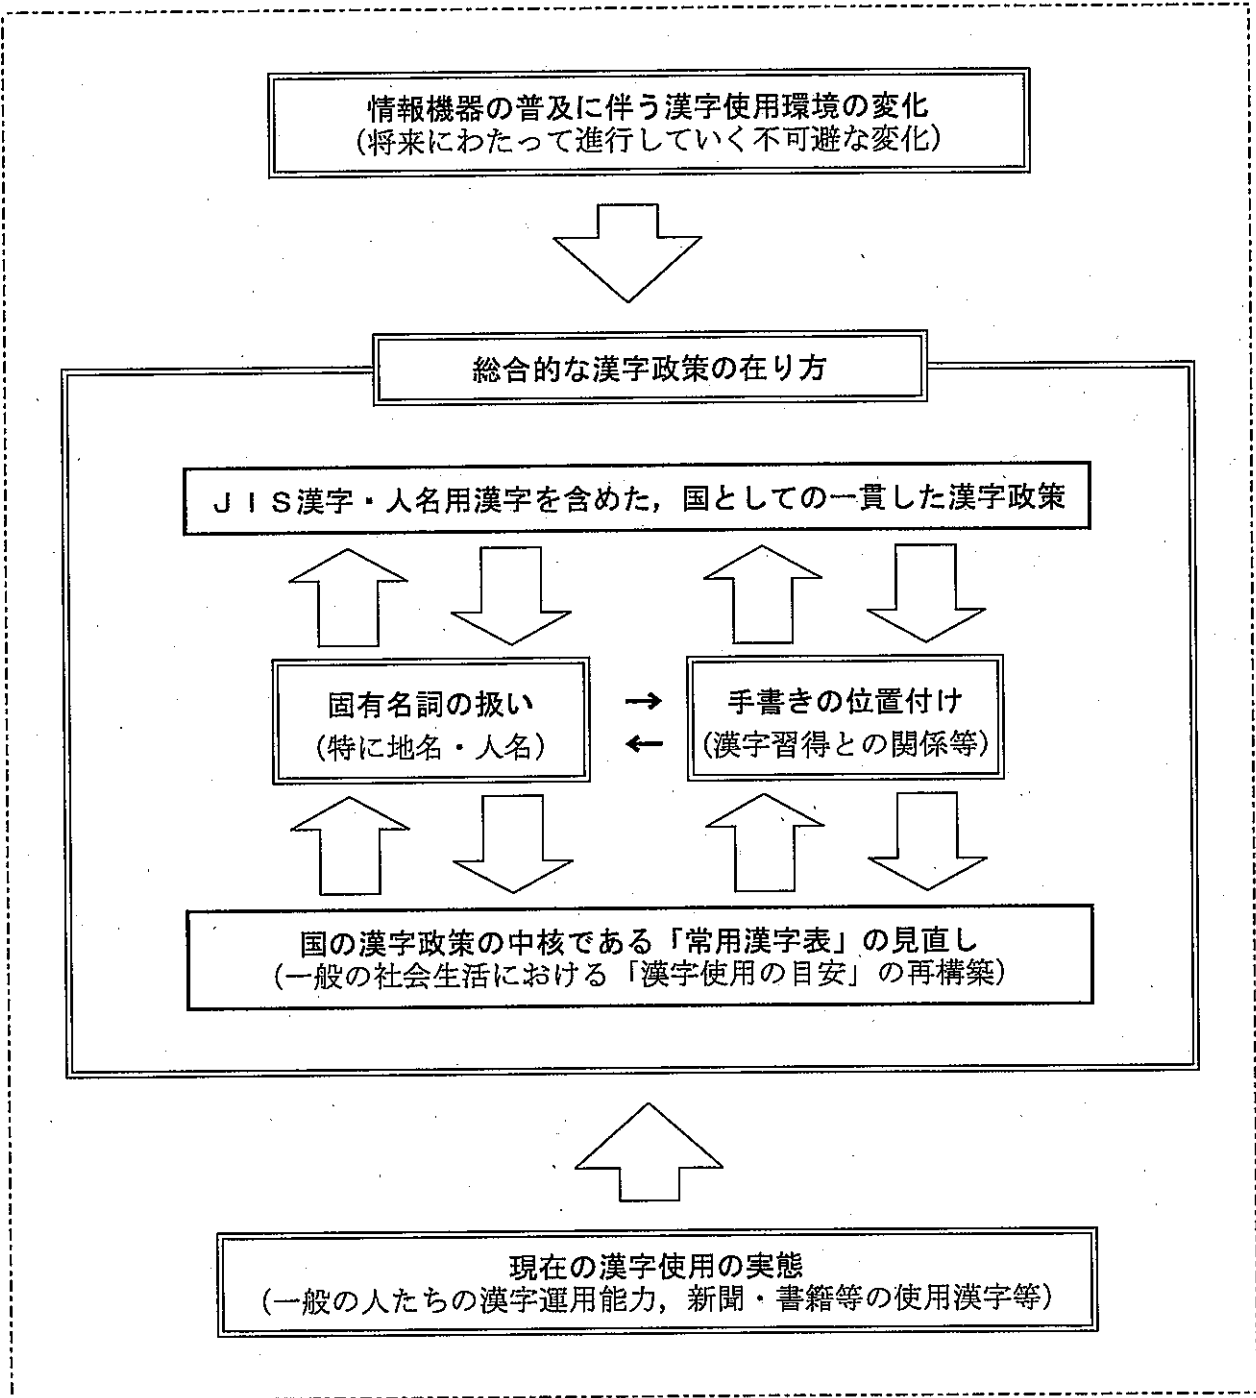 情報機器の普及に伴う漢字使用環境の変化
(将来にわたって進行していく不可避な変化)
総合的な漢字政策の在り方
ＪＩＳ漢字・人名用漢字を含めた，国としての一貫した漢字政策
固有名詞の扱い
(特に地名・人名)
手書きの位置付け
(漢字習得との関係等)
国の漢字政策の中核である「常用漢字表」の見直し
(一般の社会生活における「漢字使用の目安」の再構築)
現在の漢字使用の実態
(一般の人たちの漢字運用能力，新聞・書籍等の使用漢字等)